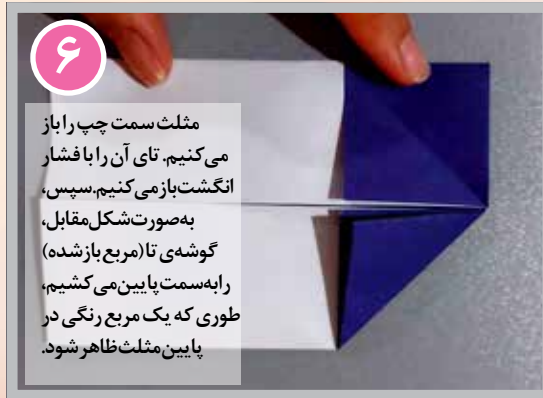 ۶
مثلث سمت چپ را باز
می‌کنیم. تای آن را با فشار
انگشت باز می‌کنیم. سپس،
به‌صورت شکل مقابل،
گوشه‌ی تا (مربع بازشده)
را به سمت پایین می‌کشیم،
طوری که یک مربع رنگی در
پایین مثلث ظاهر شود.